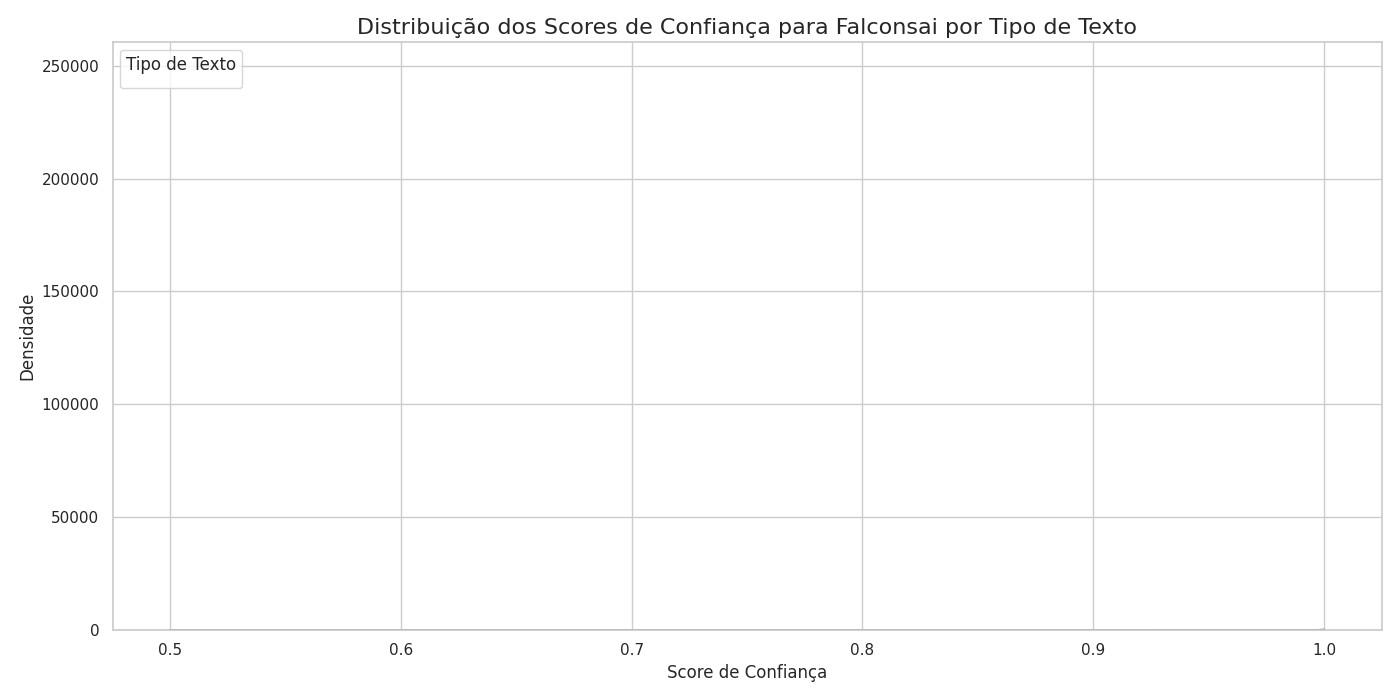 Distribuição dos Scores de Confiança para Falconsai por Tipo de Texto
Tipo de Texto
Densidade
250000
200000
150000
100000
50000
0
0.5 0.6 0.7 0.8 0.9 1.0
Score de Confiança